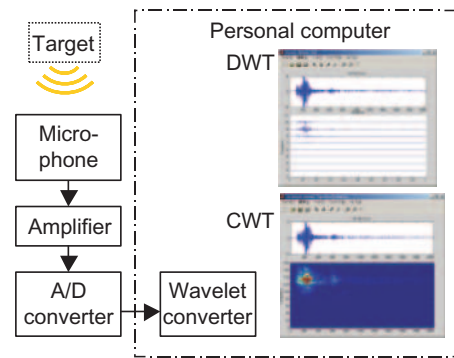 Target
Personal computer
DWT
Micro-
phone
Amplifier
CWT
A/D
converter
Wavelet
converter